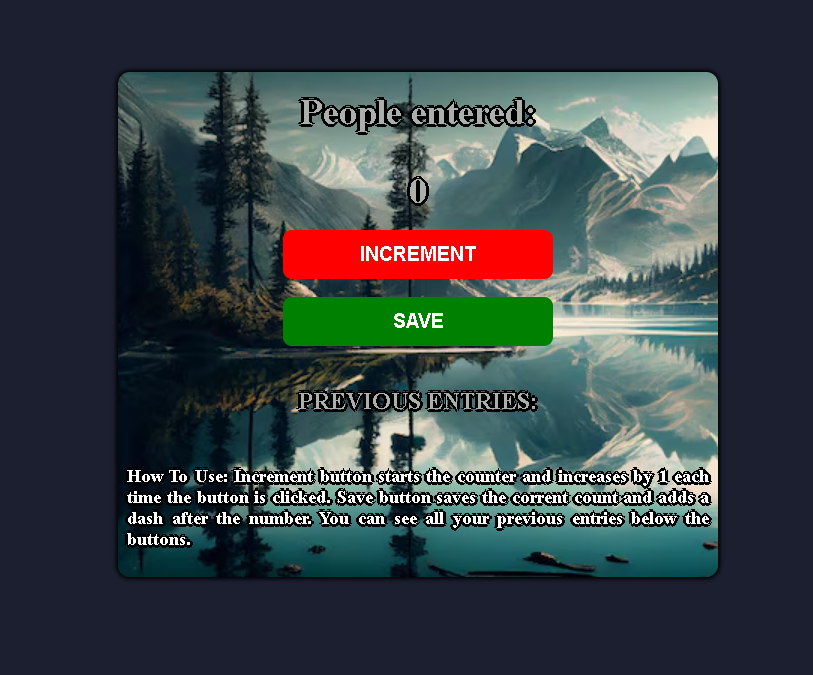 People entered:
0
INCREMENT
SAVE
PREVIOUS ENTRIES:
How To Use: Increment button starts the counter and increases by 1 each
time the button is clicked. Save button saves the corrent count and adds a
dash after the number. You can see all your previous entries below the
buttons.